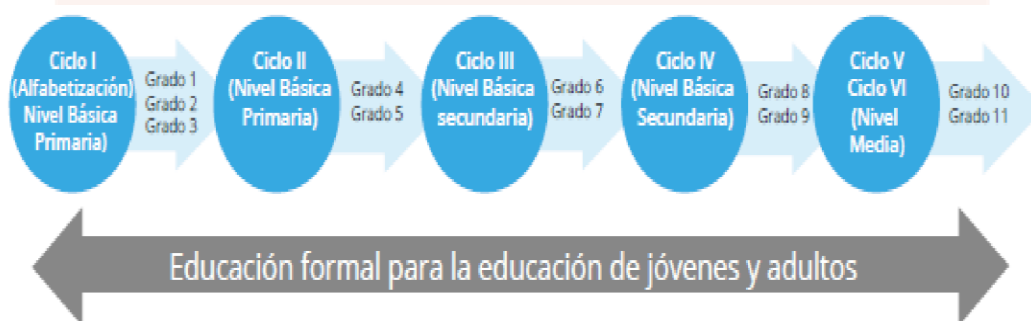 Ciclo I
(Alfabetización)
Nivel Básica
Primaria)
Grado 1
Grado 2
Grado 3
Ciclo II
(Nivel Básica
Primaria)
Grado 4
Grado 5
Ciclo III
(Nivel Básica
secundaria)
Grado 6
Grado 7
Ciclo IV
(Nivel Básica
Secundaria)
Grado 8
Grado 9
Ciclo V
Ciclo VI
(Nivel
Media)
Grado 10
Grado 11
Educación formal para la educación de jóvenes y adultos